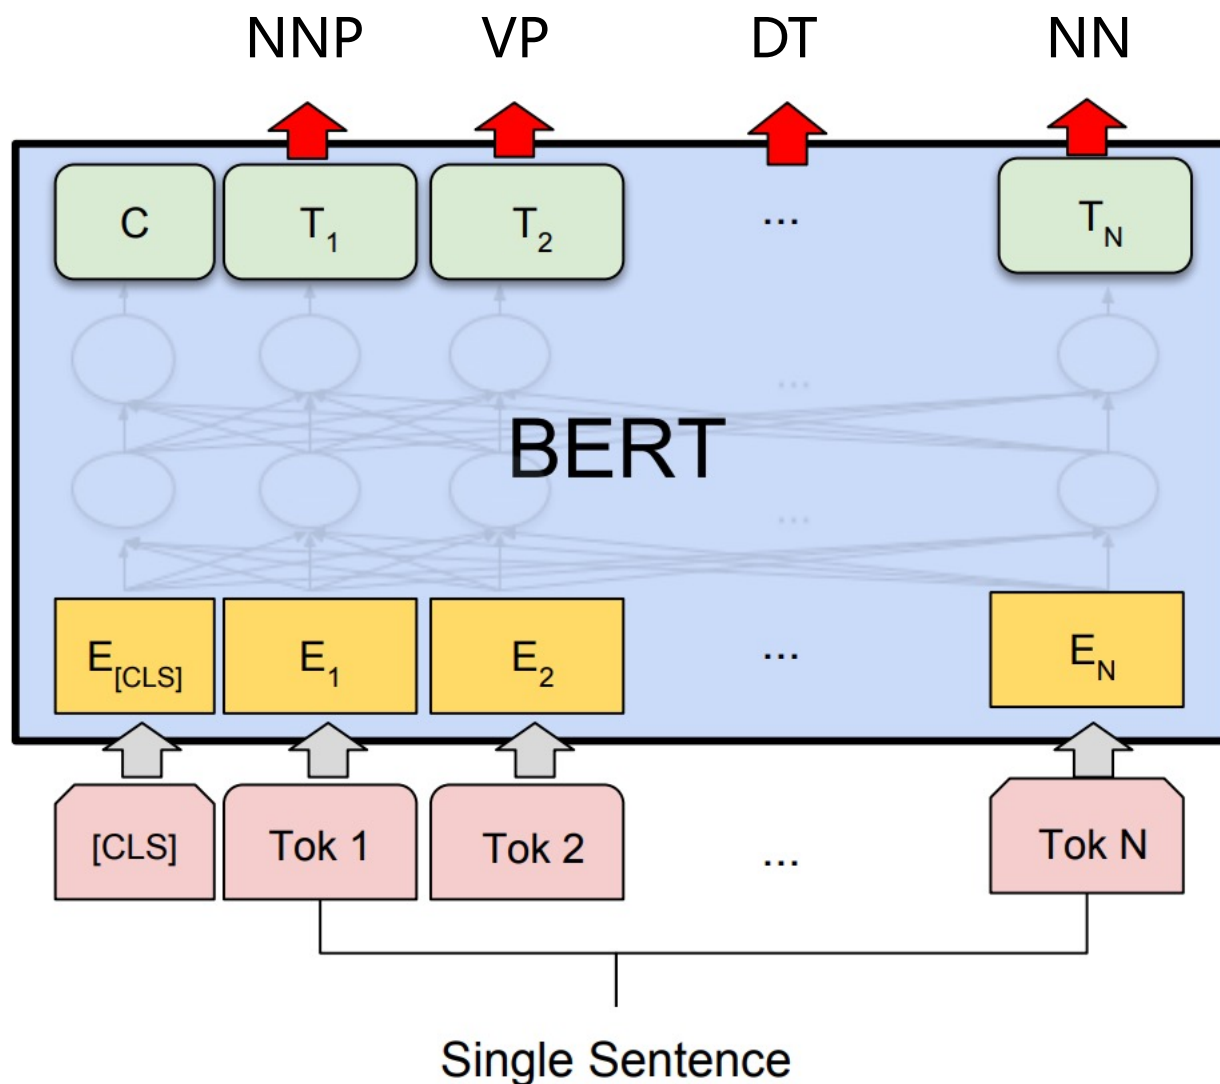 NNP VP DT NN
C T1 T2 ... TN
...
BERT
...
E[CLS] E1 E2 ... EN
[CLS] Tok 1 Tok 2 ... Tok N
Single Sentence